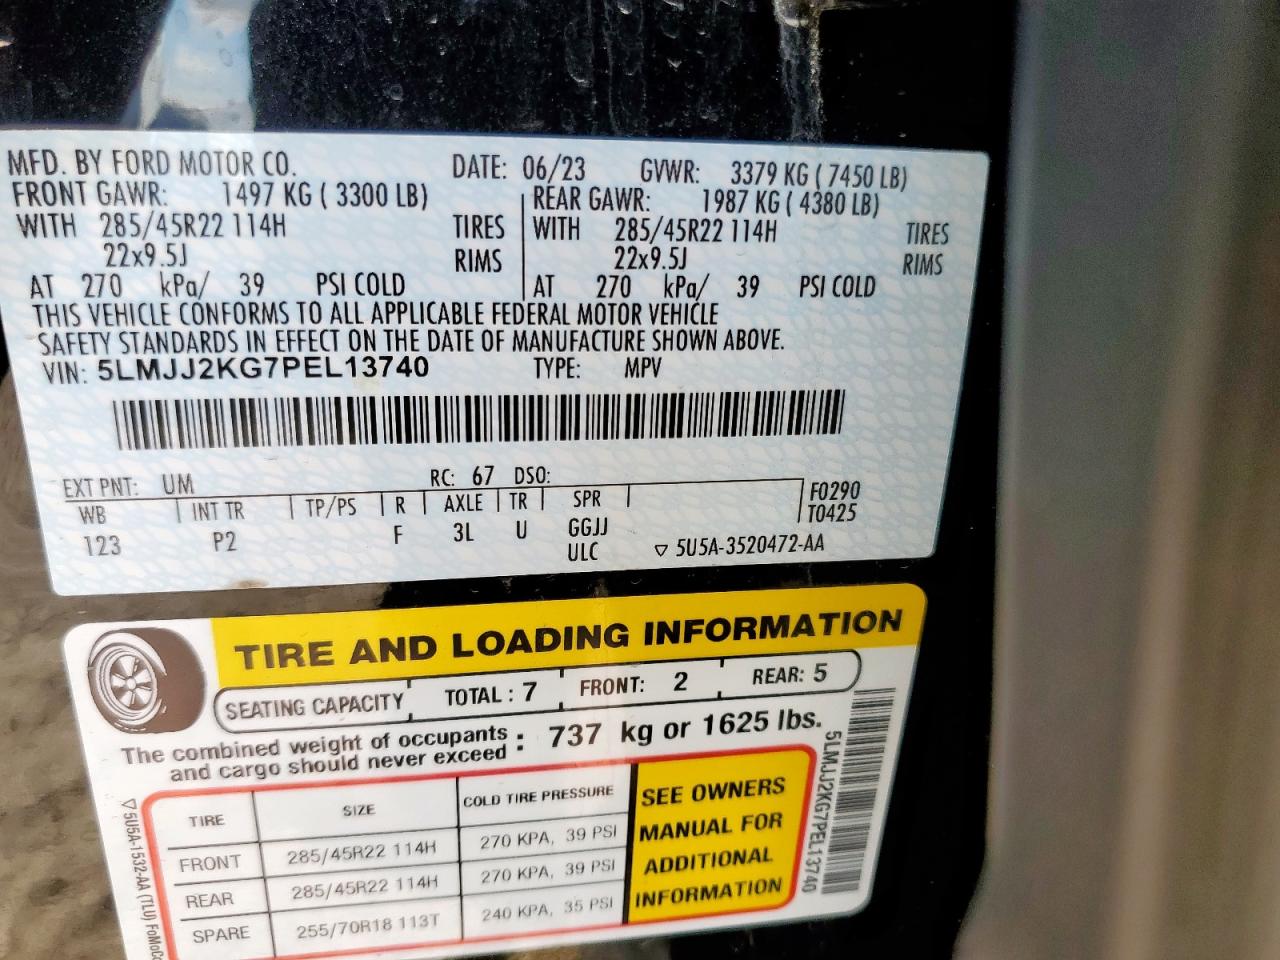 MFD. BY FORD MOTOR CO. DATE: 06/23 GVWR: 3379 KG ( 7450 LB)
FRONT GAWR: 1497 KG ( 3300 LB) REAR GAWR: 1987 KG ( 4380 LB)
WITH 285/45R22 114H TIRES WITH 285/45R22 114H TIRES
22x9.5J RIMS 22x9.5J RIMS
AT 270 kPa/ 39 PSI COLD AT 270 kPa/ 39 PSI COLD
THIS VEHICLE CONFORMS TO ALL APPLICABLE FEDERAL MOTOR VEHICLE
SAFETY STANDARDS IN EFFECT ON THE DATE OF MANUFACTURE SHOWN ABOVE.
VIN: 5LMJJ2KG7PEL13740 TYPE: MPV
EXT PNT: UM RC: 67 DSO:
WB INT TR TP/PS R AXLE TR SPR F0290
T0425
123 P2 F 3L U GGJJ
ULC ▽ 5U5A-3520472-AA
TIRE AND LOADING INFORMATION
SEATING CAPACITY TOTAL : 7 FRONT: 2 REAR: 5
The combined weight of occupants
and cargo should never exceed : 737 kg or 1625 lbs.
TIRE SIZE COLD TIRE PRESSURE
FRONT 285/45R22 114H 270 KPA, 39 PSI
REAR 285/45R22 114H 270 KPA, 39 PSI
SPARE 255/70R18 113T 240 KPA, 35 PSI
SEE OWNERS
MANUAL FOR
ADDITIONAL
INFORMATION
5LMJJ2KG7PEL13740
▽5U5A-1532-AA (TLU) FoMoCo